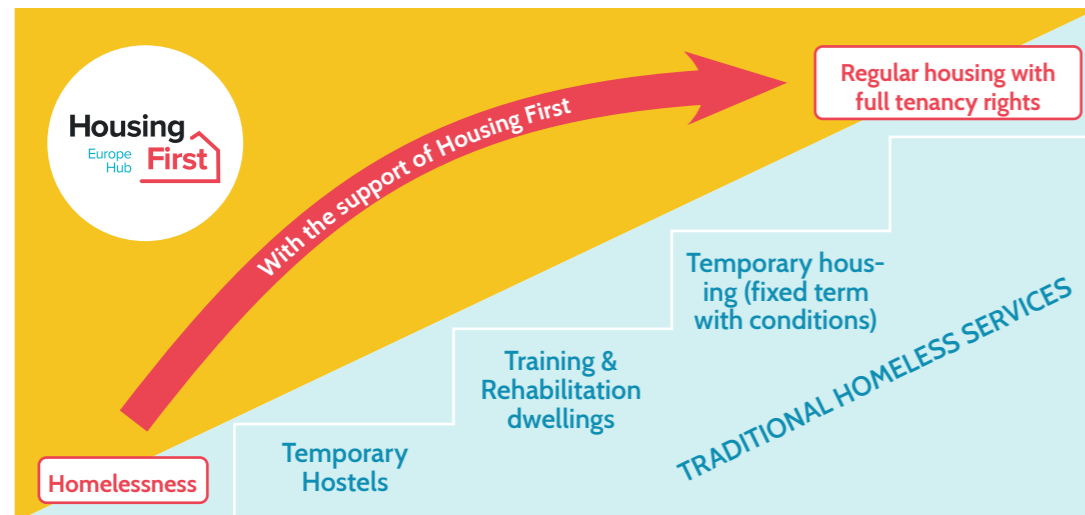 Housing
Europe
Hub
First
With the support of Housing First
Regular housing with
full tenancy rights
Temporary hous-
ing (fixed term
with conditions)
Training &
Rehabilitation
dwellings
TRADITIONAL HOMELESS SERVICES
Temporary
Hostels
Homelessness